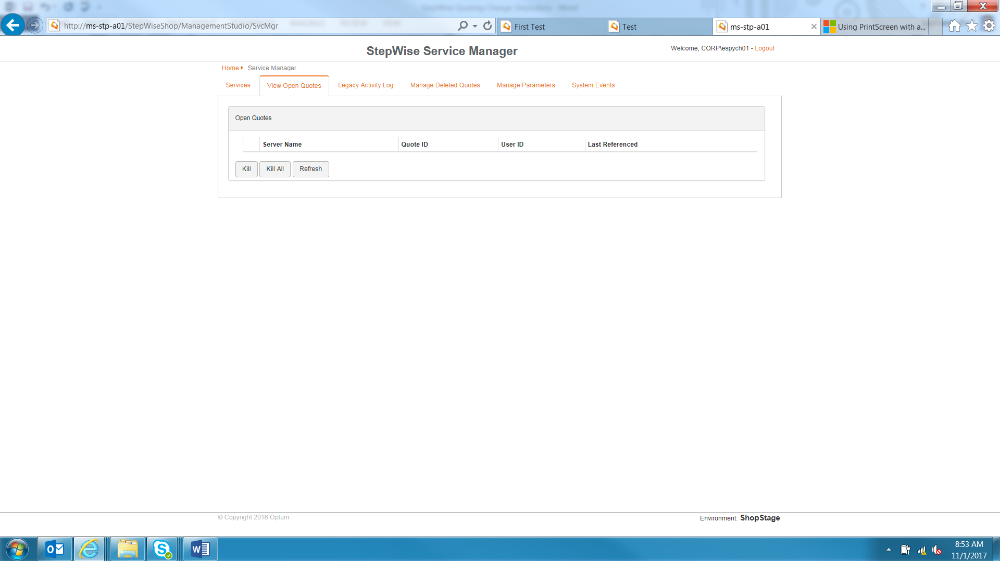 http://ms-stp-a01/StepWiseShop/ManagementStudio/SvcMgr
First Test
Test
ms-stp-a01
Using PrintScreen with a...
StepWise Service Manager
Welcome, CORP\espych01 - Logout
Home Service Manager
Services
View Open Quotes
Legacy Activity Log
Manage Deleted Quotes
Manage Parameters
System Events
Open Quotes
Server Name
Quote ID
User ID
Last Referenced
Kill
Kill All
Refresh
© Copyright 2016 Optum
Environment: ShopStage
8:53 AM
11/1/2017